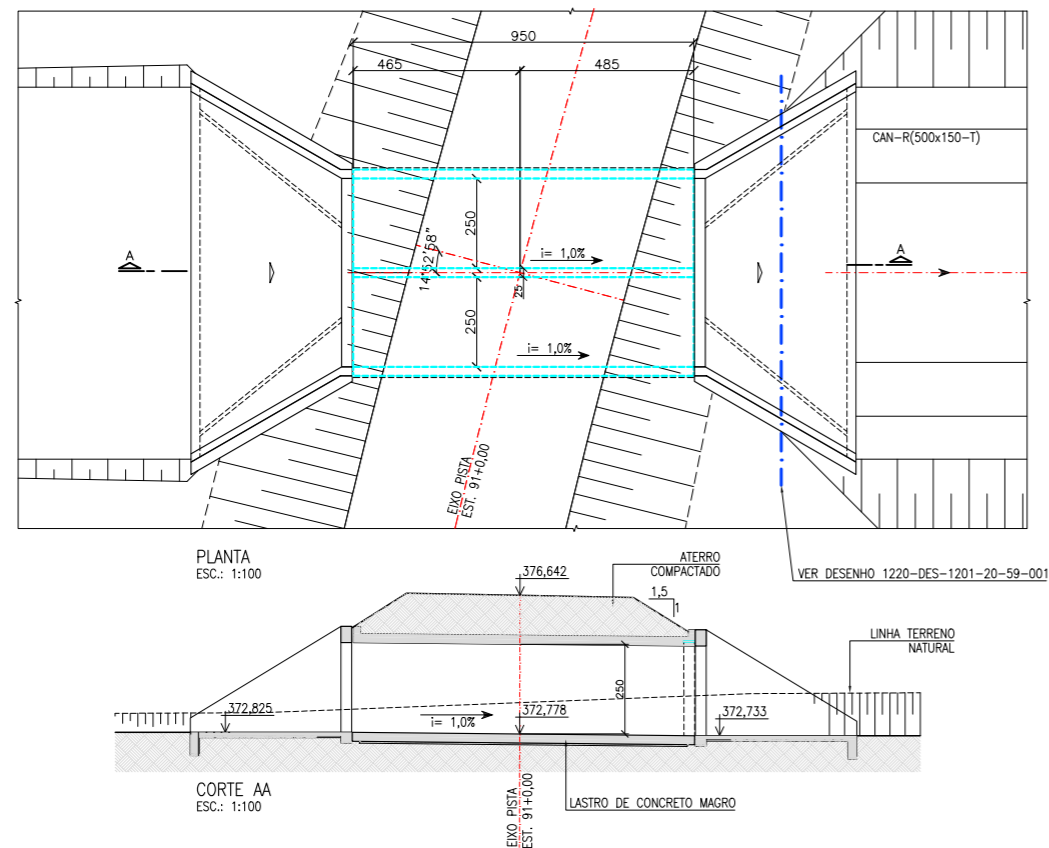 950
465
485
CAN-R(500x150-T)
A
A
250
14°52'58"
i= 1,0%
25
250
i= 1,0%
EIXO PISTA
EST. 91+0,00
PLANTA
ESC.: 1:100
VER DESENHO 1220-DES-1201-20-59-001
376,642
ATERRO
COMPACTADO
1,5
1
LINHA TERRENO
NATURAL
250
372,825
i= 1,0%
372,778
372,733
CORTE AA
ESC.: 1:100
EIXO PISTA
EST. 91+0,00
LASTRO DE CONCRETO MAGRO